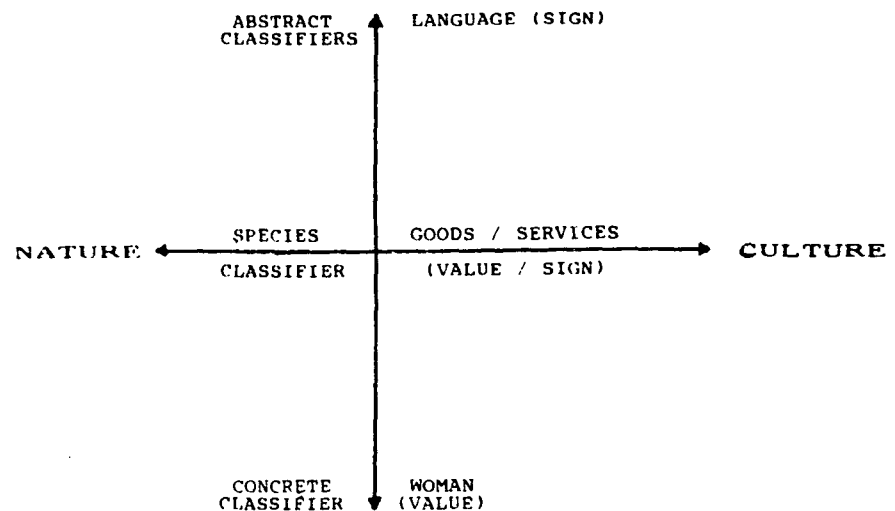 ABSTRACT LANGUAGE (SIGN)
CLASSIFIERS
SPECIES GOODS / SERVICES
NATURE CULTURE
CLASSIFIER (VALUE / SIGN)
CONCRETE WOMAN
CLASSIFIER (VALUE)